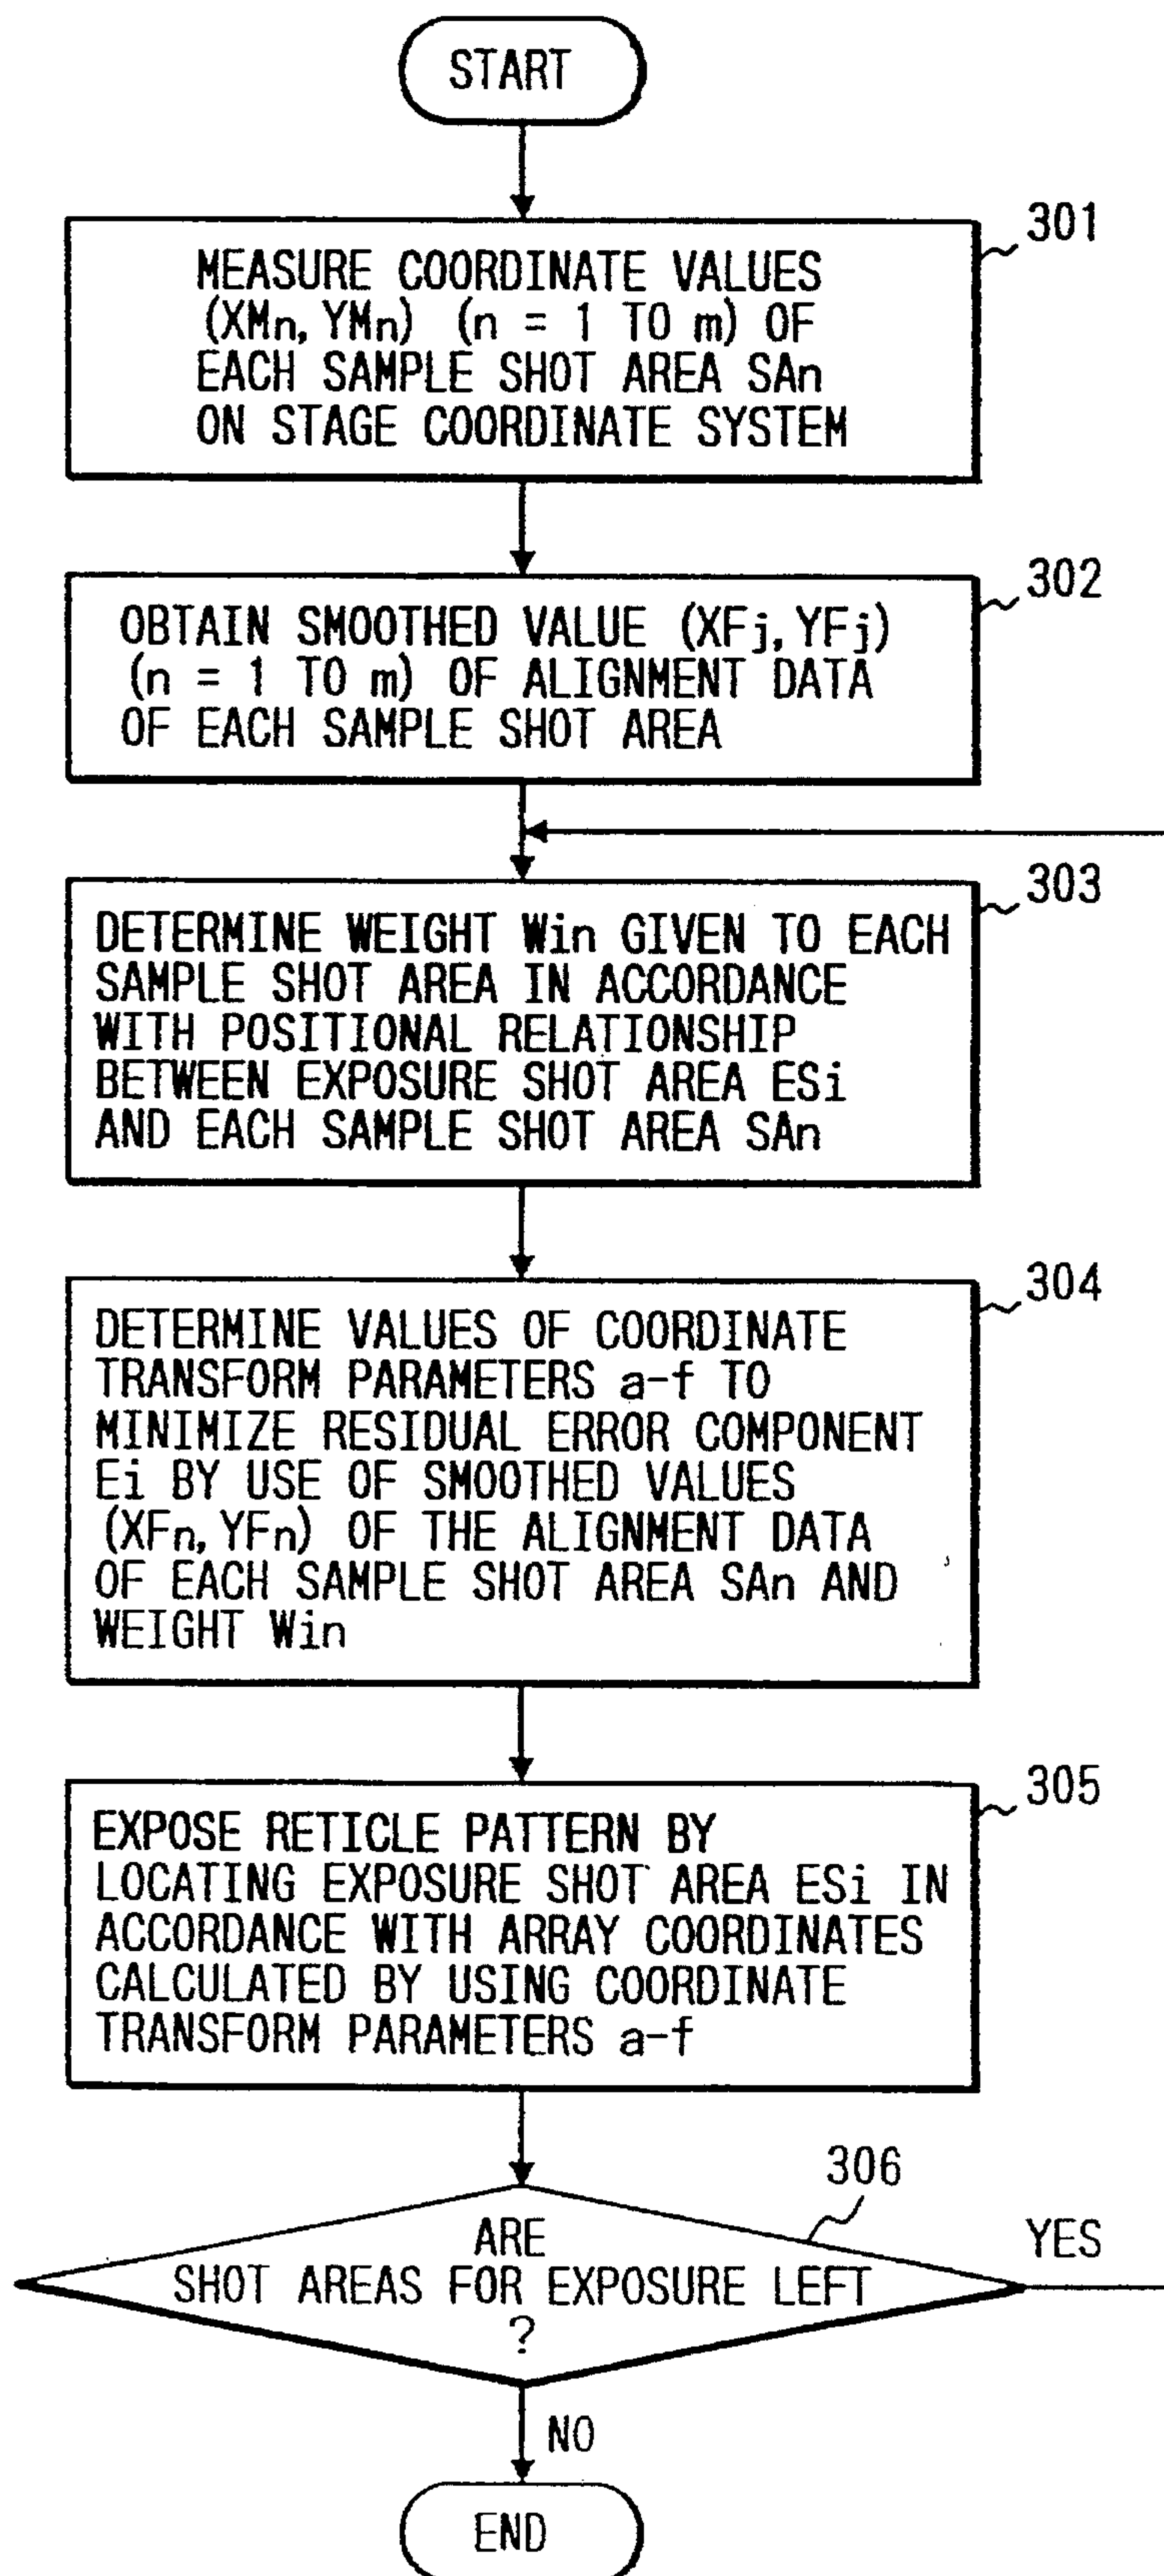 START
301
MEASURE COORDINATE VALUES
(XMn, YMn) (n = 1 TO m) OF
EACH SAMPLE SHOT AREA SAn
ON STAGE COORDINATE SYSTEM
302
OBTAIN SMOOTHED VALUE (XFj, YFj)
(n = 1 TO m) OF ALIGNMENT DATA
OF EACH SAMPLE SHOT AREA
303
DETERMINE WEIGHT Win GIVEN TO EACH
SAMPLE SHOT AREA IN ACCORDANCE
WITH POSITIONAL RELATIONSHIP
BETWEEN EXPOSURE SHOT AREA ESi
AND EACH SAMPLE SHOT AREA SAn
304
DETERMINE VALUES OF COORDINATE
TRANSFORM PARAMETERS a-f TO
MINIMIZE RESIDUAL ERROR COMPONENT
Ei BY USE OF SMOOTHED VALUES
(XFn, YFn) OF THE ALIGNMENT DATA
OF EACH SAMPLE SHOT AREA SAn AND
WEIGHT Win
305
EXPOSE RETICLE PATTERN BY
LOCATING EXPOSURE SHOT AREA ESi IN
ACCORDANCE WITH ARRAY COORDINATES
CALCULATED BY USING COORDINATE
TRANSFORM PARAMETERS a-f
306
ARE
SHOT AREAS FOR EXPOSURE LEFT
?
YES
NO
END